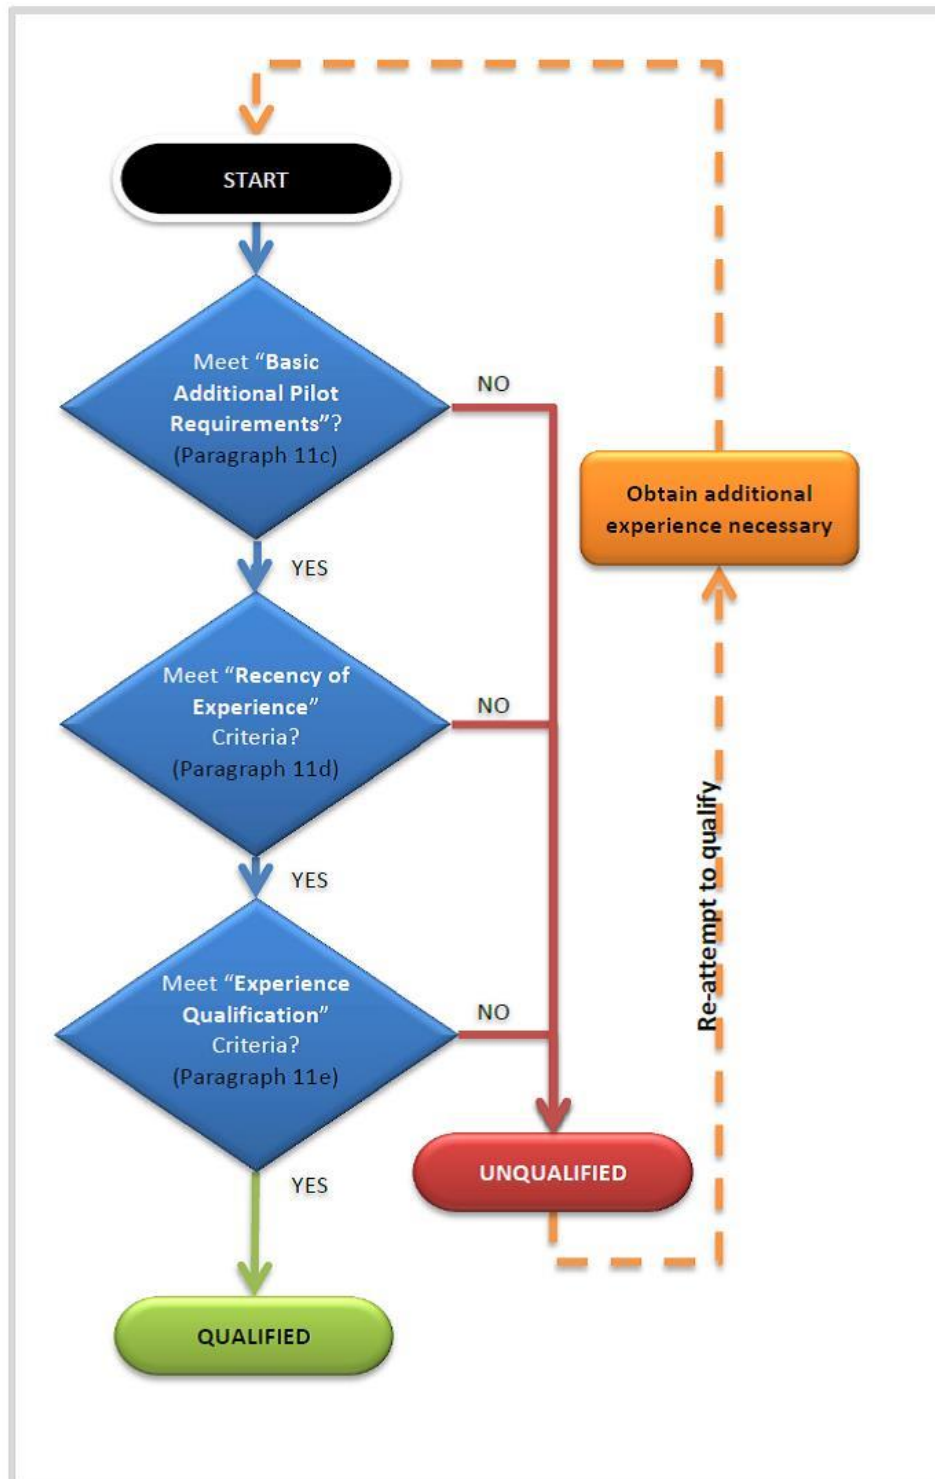 START
Meet “Basic
Additional Pilot
Requirements”?
(Paragraph 11c)
NO
YES
Obtain additional
experience necessary
Meet “Recency of
Experience”
Criteria?
(Paragraph 11d)
NO
YES
Re-attempt to qualify
Meet “Experience
Qualification”
Criteria?
(Paragraph 11e)
NO
YES
UNQUALIFIED
QUALIFIED